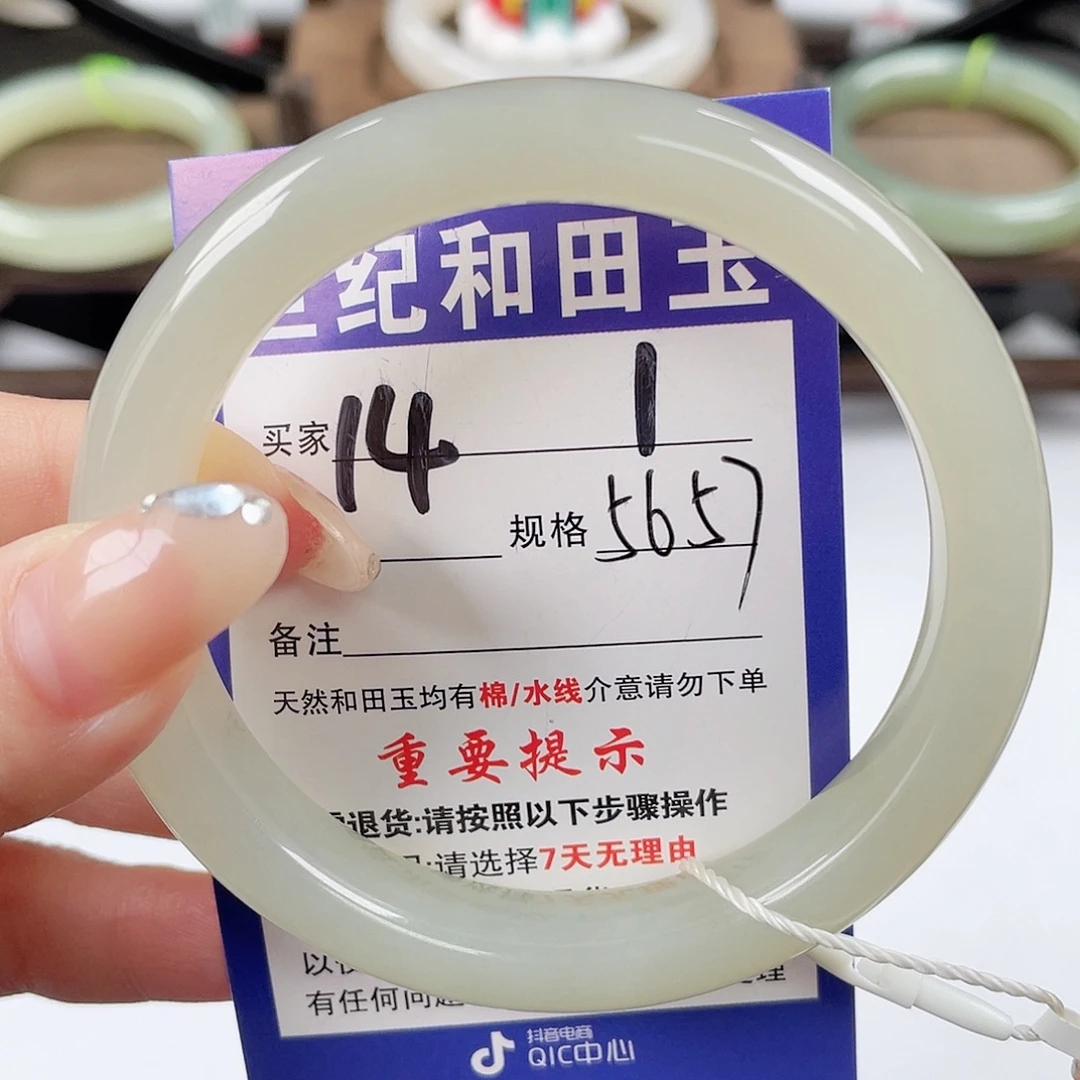 纪和田玉
买家 14 1
规格 5657
备注
天然和田玉均有棉/水线介意请勿下单
重要提示
退货:请按照以下步骤操作
:请选择7天无理由
以
理
有任何问题
抖音电商
QIC中心